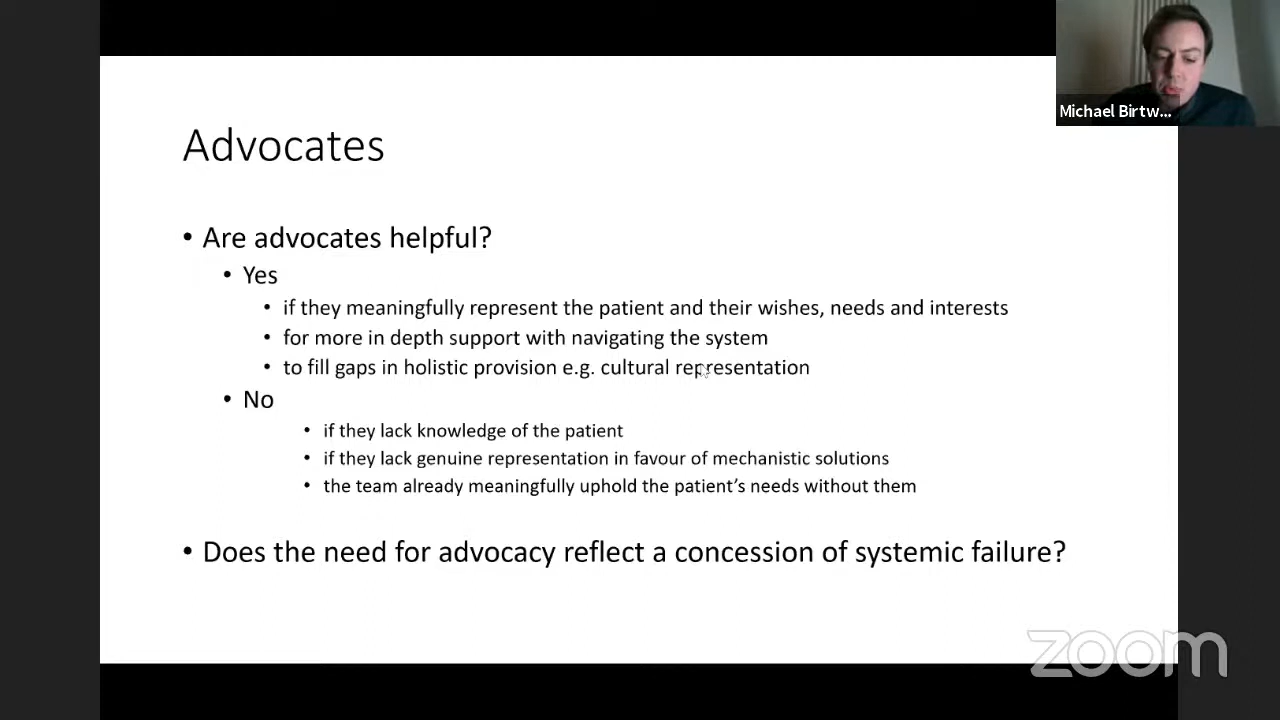 Michael Birtw...
Advocates
• Are advocates helpful?
• Yes
• if they meaningfully represent the patient and their wishes, needs and interests
• for more in depth support with navigating the system
• to fill gaps in holistic provision e.g. cultural representation
• No
• if they lack knowledge of the patient
• if they lack genuine representation in favour of mechanistic solutions
• the team already meaningfully uphold the patient's needs without them
• Does the need for advocacy reflect a concession of systemic failure?
zoom